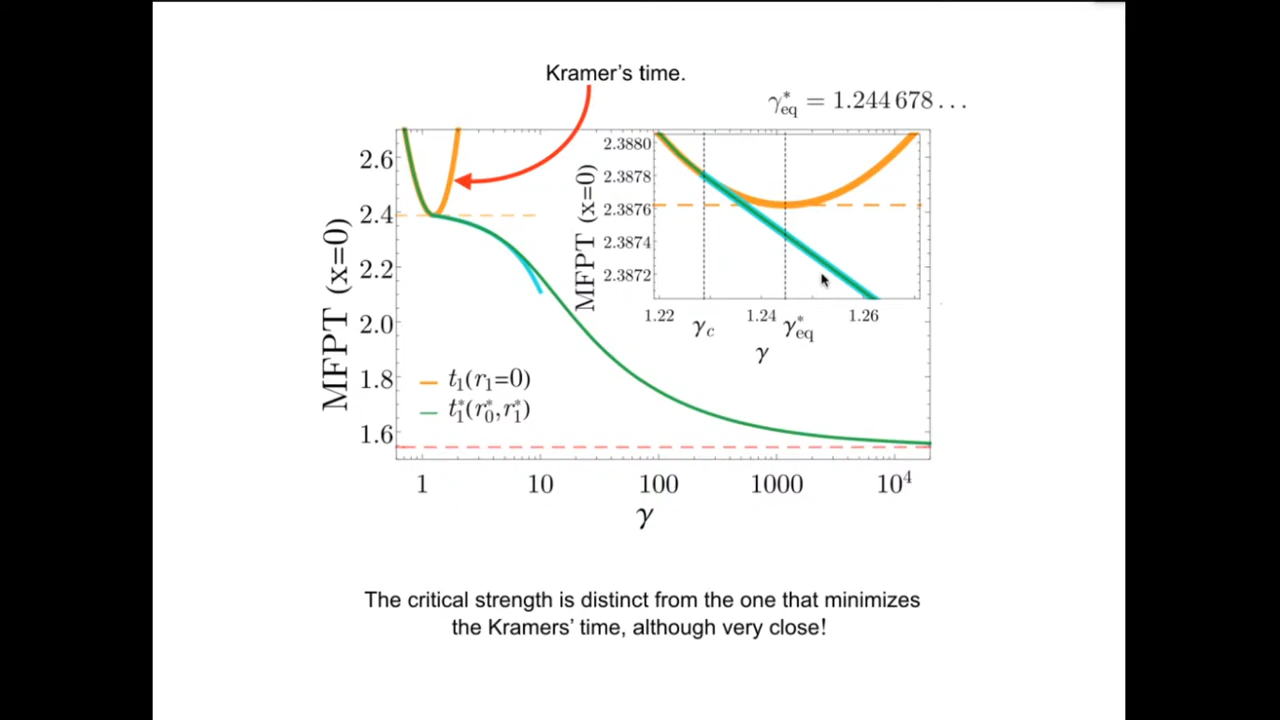 Kramer's time.
γ*eq = 1.244 678 . . .
MFPT (x=0)
2.6
2.4
2.2
2.0
1.8
1.6
t₁(r₁=0)
t₁*(r₀*,r₁*)
1
10
100
1000
10⁴
γ
MFPT (x=0)
2.3880
2.3878
2.3876
2.3874
2.3872
1.22
1.24
1.26
γc
γ*eq
γ
The critical strength is distinct from the one that minimizes
the Kramers' time, although very close!